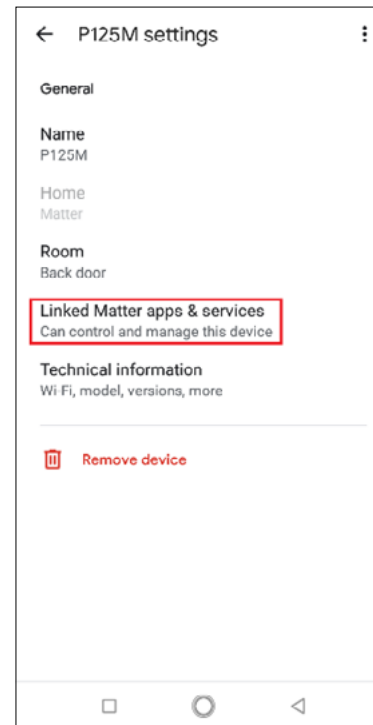 P125M settings
General
Name
P125M
Home
Matter
Room
Back door
Linked Matter apps & services
Can control and manage this device
Technical information
Wi-Fi, model, versions, more
Remove device